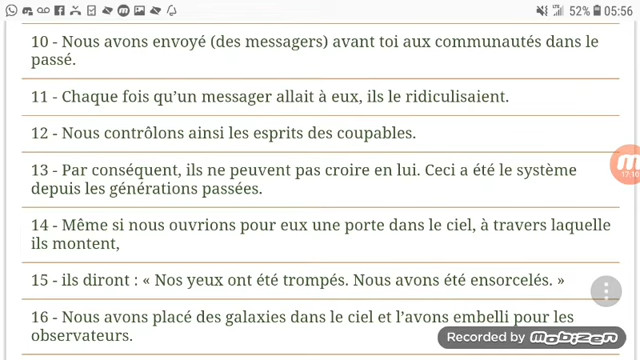 52% 05:56
10 - Nous avons envoyé (des messagers) avant toi aux communautés dans le
passé.
11 - Chaque fois qu'un messager allait à eux, ils le ridiculisaient.
12 - Nous contrôlons ainsi les esprits des coupables.
13 - Par conséquent, ils ne peuvent pas croire en lui. Ceci a été le système
depuis les générations passées.
14 - Même si nous ouvrions pour eux une porte dans le ciel, à travers laquelle
ils montent,
15 - ils diront : « Nos yeux ont été trompés. Nous avons été ensorcelés. »
16 - Nous avons placé des galaxies dans le ciel et l'avons embelli pour les
observateurs.
Recorded by mobizen